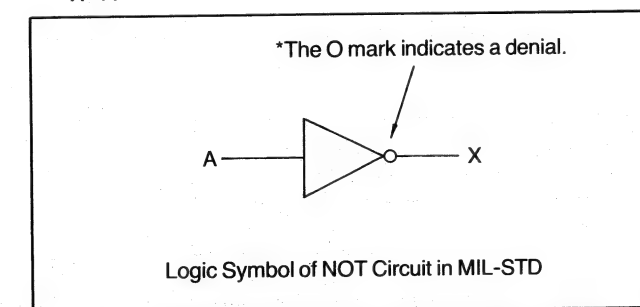 *The O mark indicates a denial.
A
X
Logic Symbol of NOT Circuit in MIL-STD